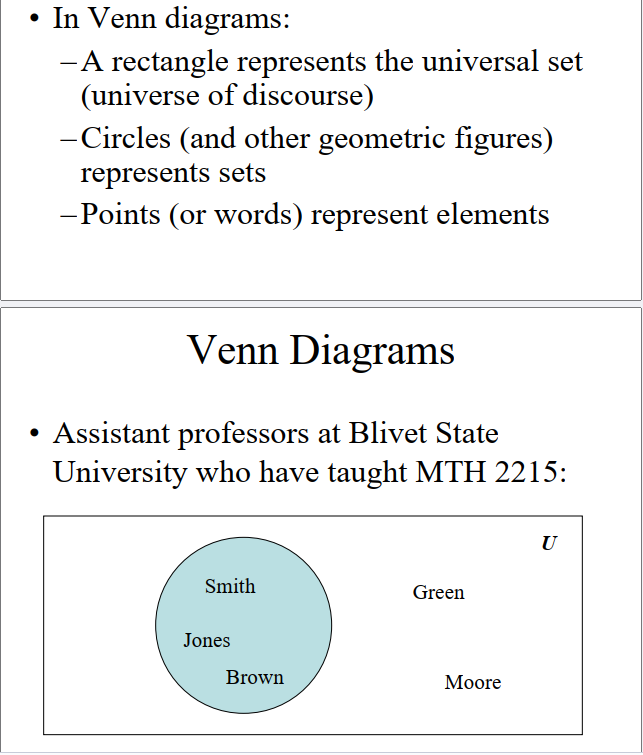 • In Venn diagrams:
–A rectangle represents the universal set
(universe of discourse)
–Circles (and other geometric figures)
represents sets
–Points (or words) represent elements
Venn Diagrams
• Assistant professors at Blivet State
University who have taught MTH 2215:
U
Smith
Green
Jones
Brown
Moore